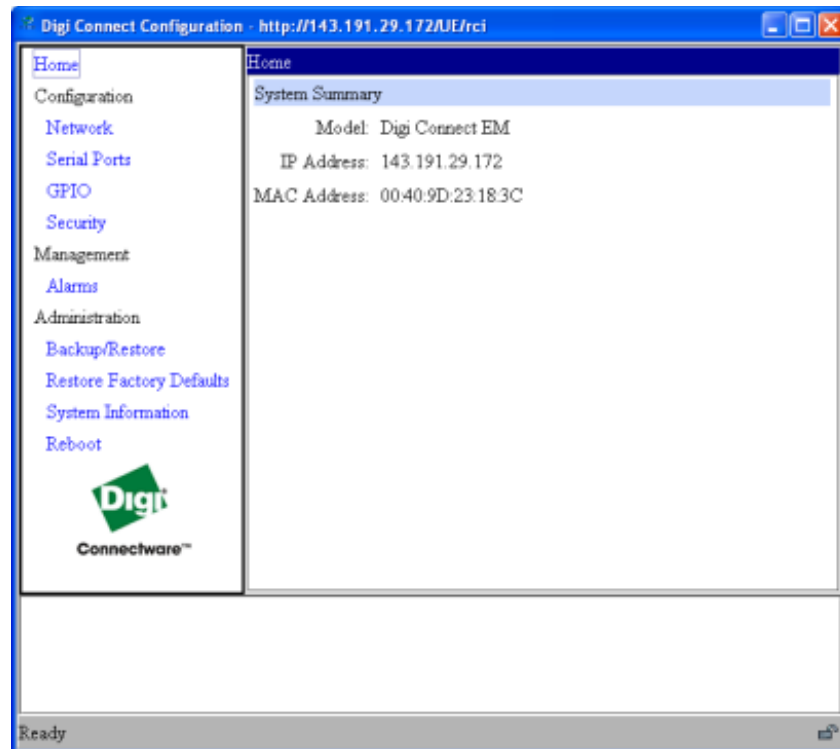 Digi Connect Configuration - http://143.191.29.172/UE/rci
Home
Configuration
Network
Serial Ports
GPIO
Security
Management
Alarms
Administration
Backup/Restore
Restore Factory Defaults
System Information
Reboot
Digi
Connectware™
Home
System Summary
Model: Digi Connect EM
IP Address: 143.191.29.172
MAC Address: 00:40:9D:23:18:3C
Ready